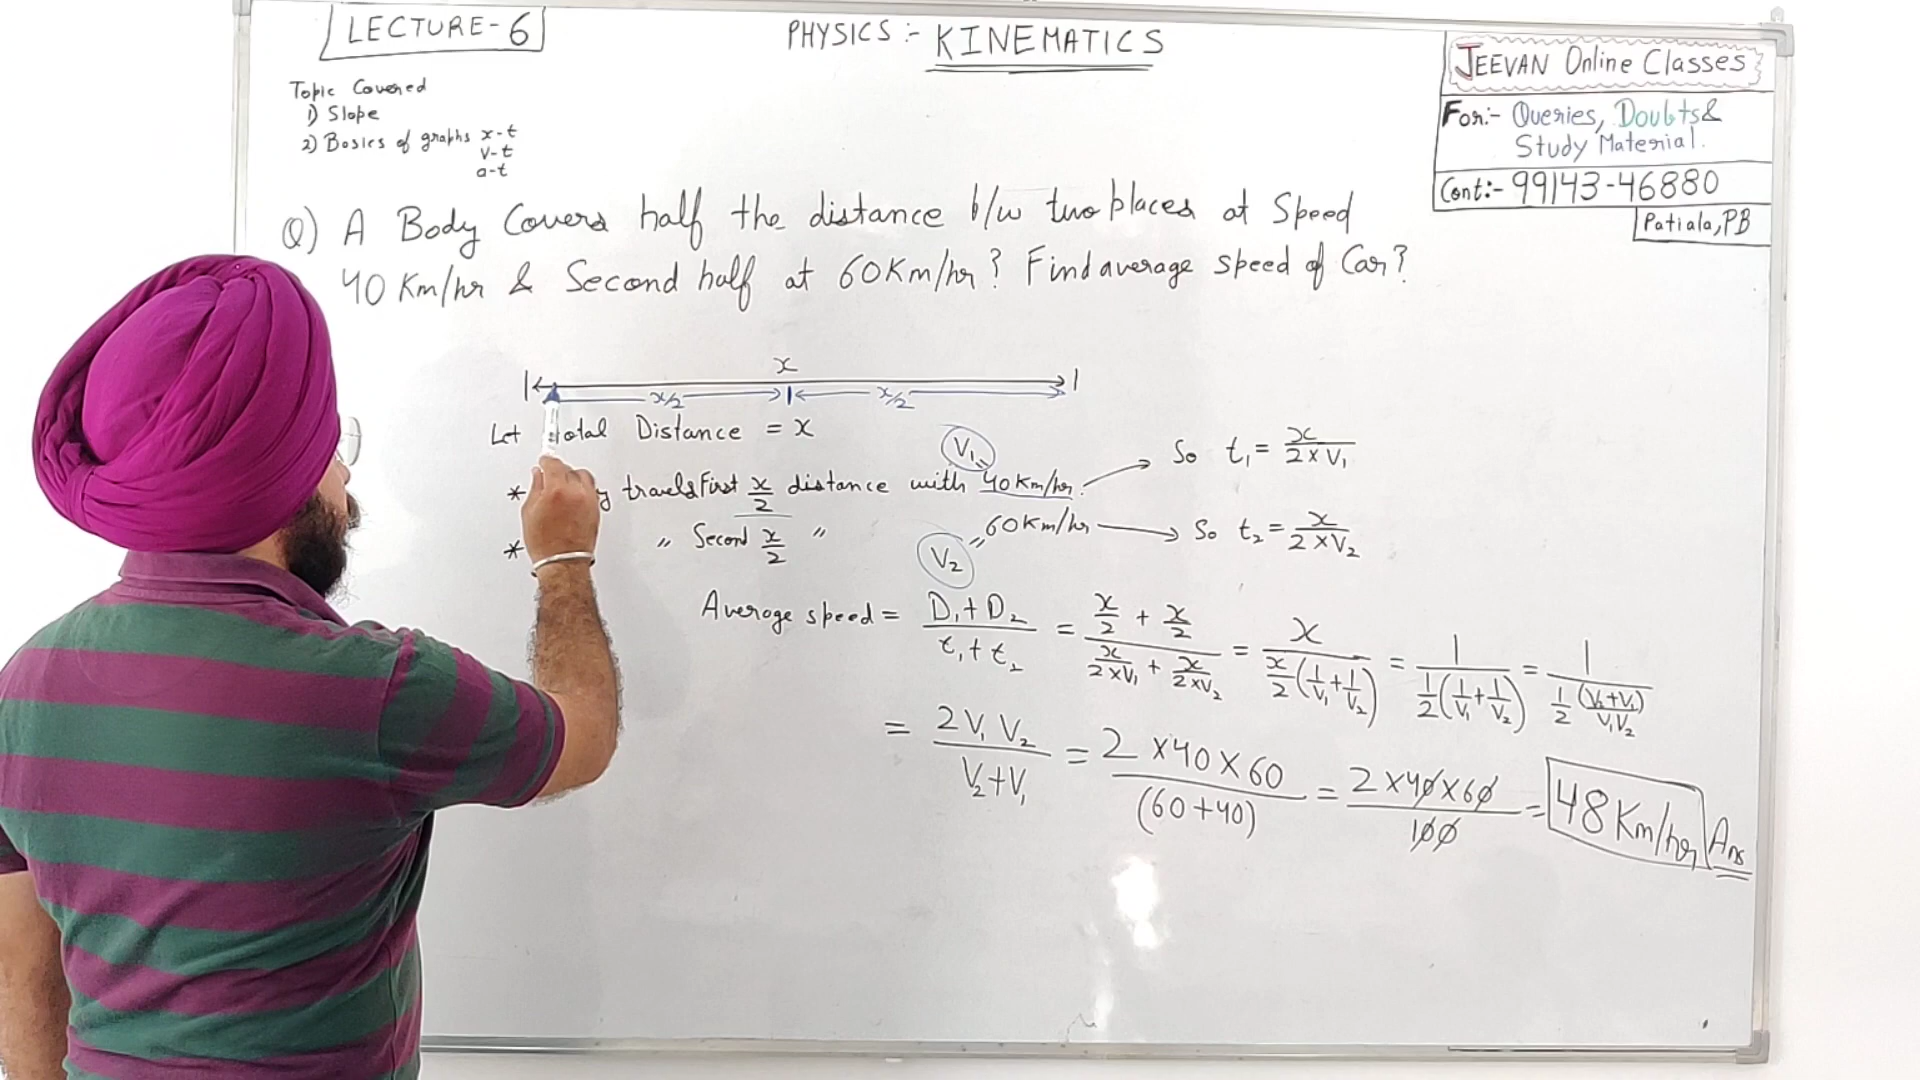 LECTURE-6
PHYSICS :- KINEMATICS
JEEVAN Online Classes
For:- Queries, Doubts &
Study Material.
Cont:- 99143-46880
Patiala, PB
Topic Covered
1) Slope
2) Basics of graphs x-t
v-t
a-t
Q) A Body Covers half the distance b/w two places at Speed
40 Km/hr & Second half at 60Km/hr? Find average speed of Car?
x
x/2 x/2
Let Total Distance = x
* travels First x/2 distance with 40Km/hr. V₁ = So t₁ = x/(2×V₁)
* " Second x/2 " V₂ = 60Km/hr So t₂ = x/(2×V₂)
Average speed = (D₁+D₂)/(t₁+t₂) = (x/2 + x/2)/(x/(2×V₁) + x/(2×V₂)) = x/(x/2(1/V₁+1/V₂)) = 1/(1/2(1/V₁+1/V₂)) = 1/(1/2 (V₂+V₁)/(V₁V₂))
= 2V₁V₂/(V₂+V₁) = 2×40×60/(60+40) = 2×40×60/100 = 48Km/hr Ans